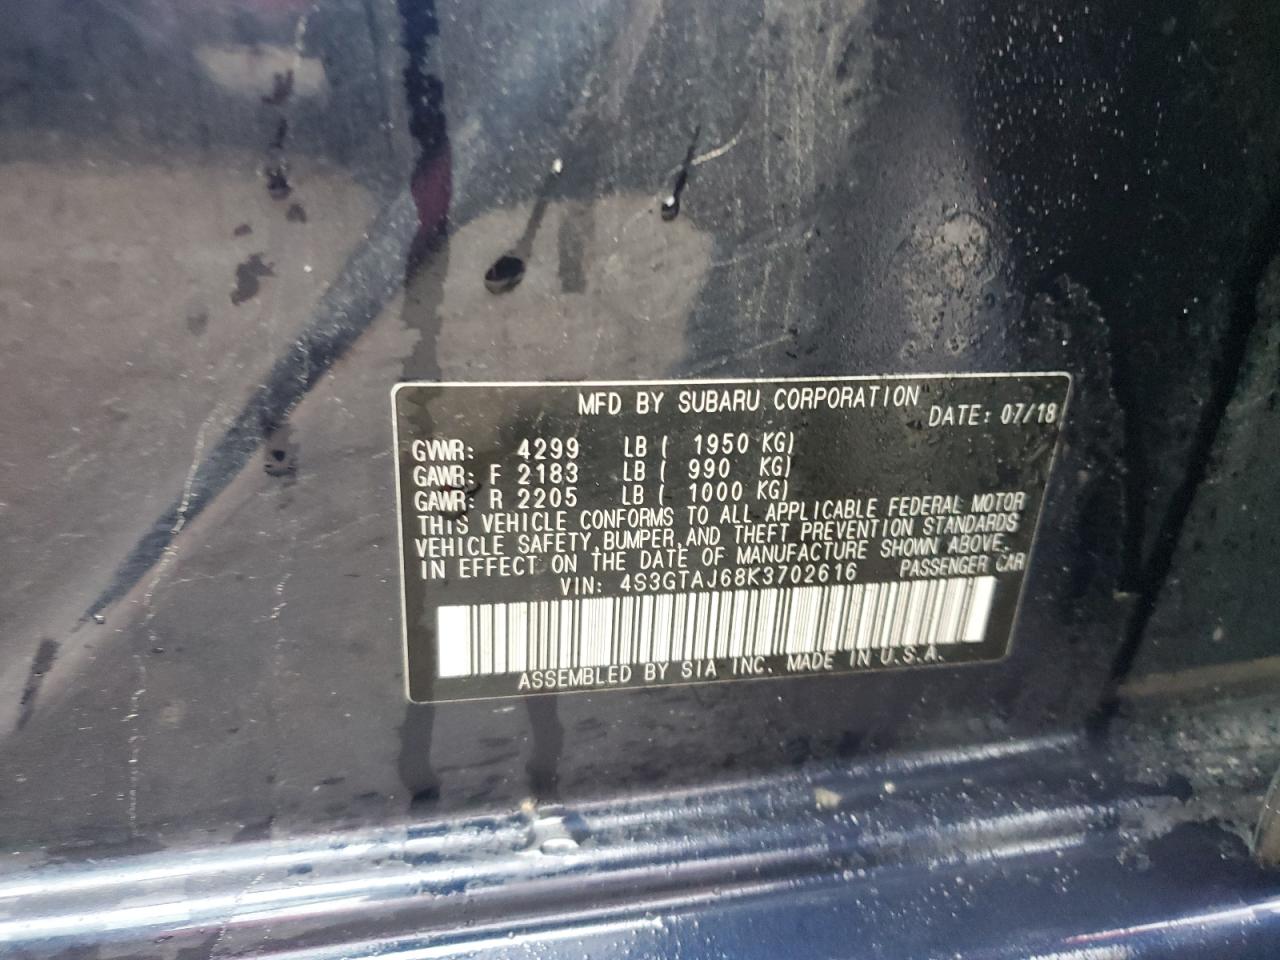 MFD BY SUBARU CORPORATION
DATE: 07/18
GVWR: 4299 LB ( 1950 KG)
GAWR: F 2183 LB ( 990 KG)
GAWR: R 2205 LB ( 1000 KG)
THIS VEHICLE CONFORMS TO ALL APPLICABLE FEDERAL MOTOR
VEHICLE SAFETY, BUMPER, AND THEFT PREVENTION STANDARDS
IN EFFECT ON THE DATE OF MANUFACTURE SHOWN ABOVE.
VIN: 4S3GTAJ68K3702616 PASSENGER CAR
ASSEMBLED BY SIA INC. MADE IN U.S.A.